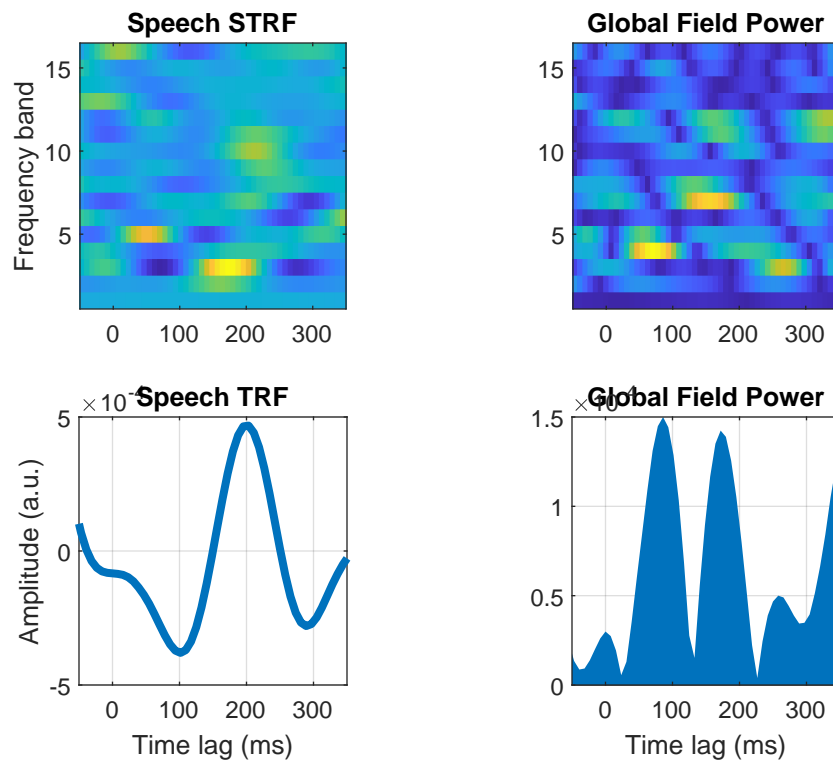 Speech STRF
Global Field Power
Frequency band
15
10
5
0 100 200 300
15
10
5
0 100 200 300
× 10-4
Speech TRF
Global Field Power
Amplitude (a.u.)
5
0
-5
0 100 200 300
Time lag (ms)
1.5
1
0.5
0
0 100 200 300
Time lag (ms)